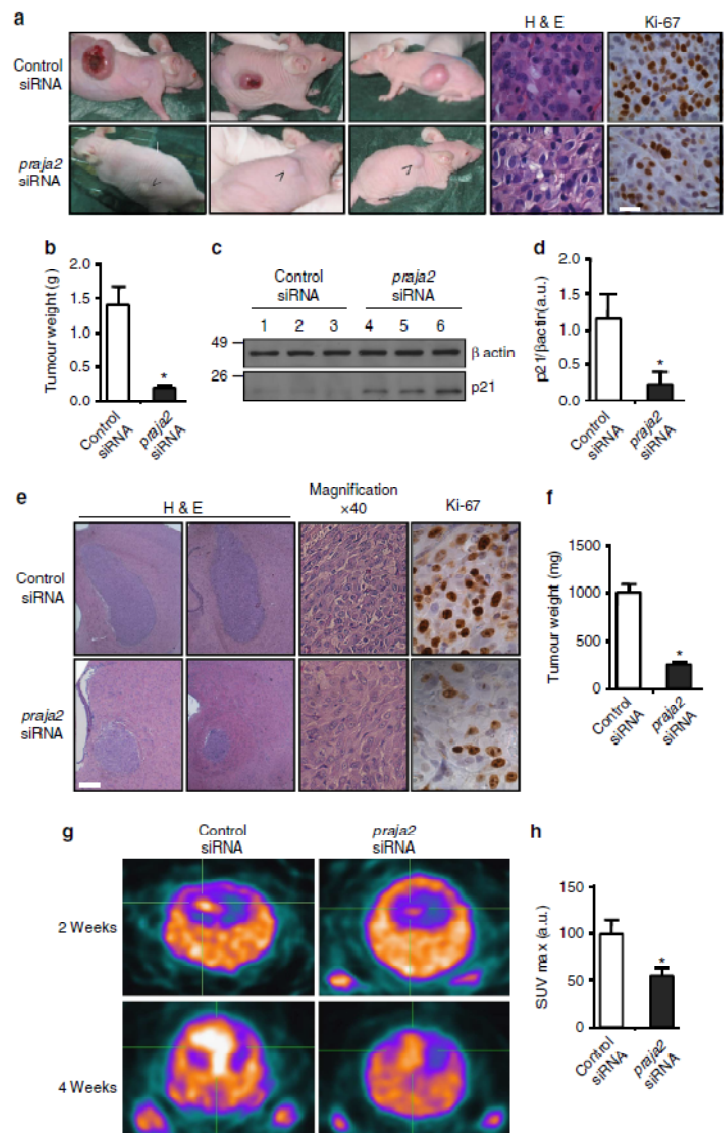 a
H & E
Ki-67
Control
siRNA
praja2
siRNA
b
Tumour weight (g)
2.0
1.5
1.0
0.5
0.0
*
Control
siRNA
praja2
siRNA
c
Control
siRNA
praja2
siRNA
1 2 3 4 5 6
49
β actin
26
p21
d
p21/βactin(a.u.)
2.0
1.5
1.0
0.5
0.0
*
Control
siRNA
praja2
siRNA
e
H & E
Magnification
×40
Ki-67
Control
siRNA
praja2
siRNA
f
Tumour weight (mg)
1500
1000
500
0
*
Control
siRNA
praja2
siRNA
g
Control
siRNA
praja2
siRNA
2 Weeks
4 Weeks
h
SUV max (a.u.)
150
100
50
0
*
Control
siRNA
praja2
siRNA